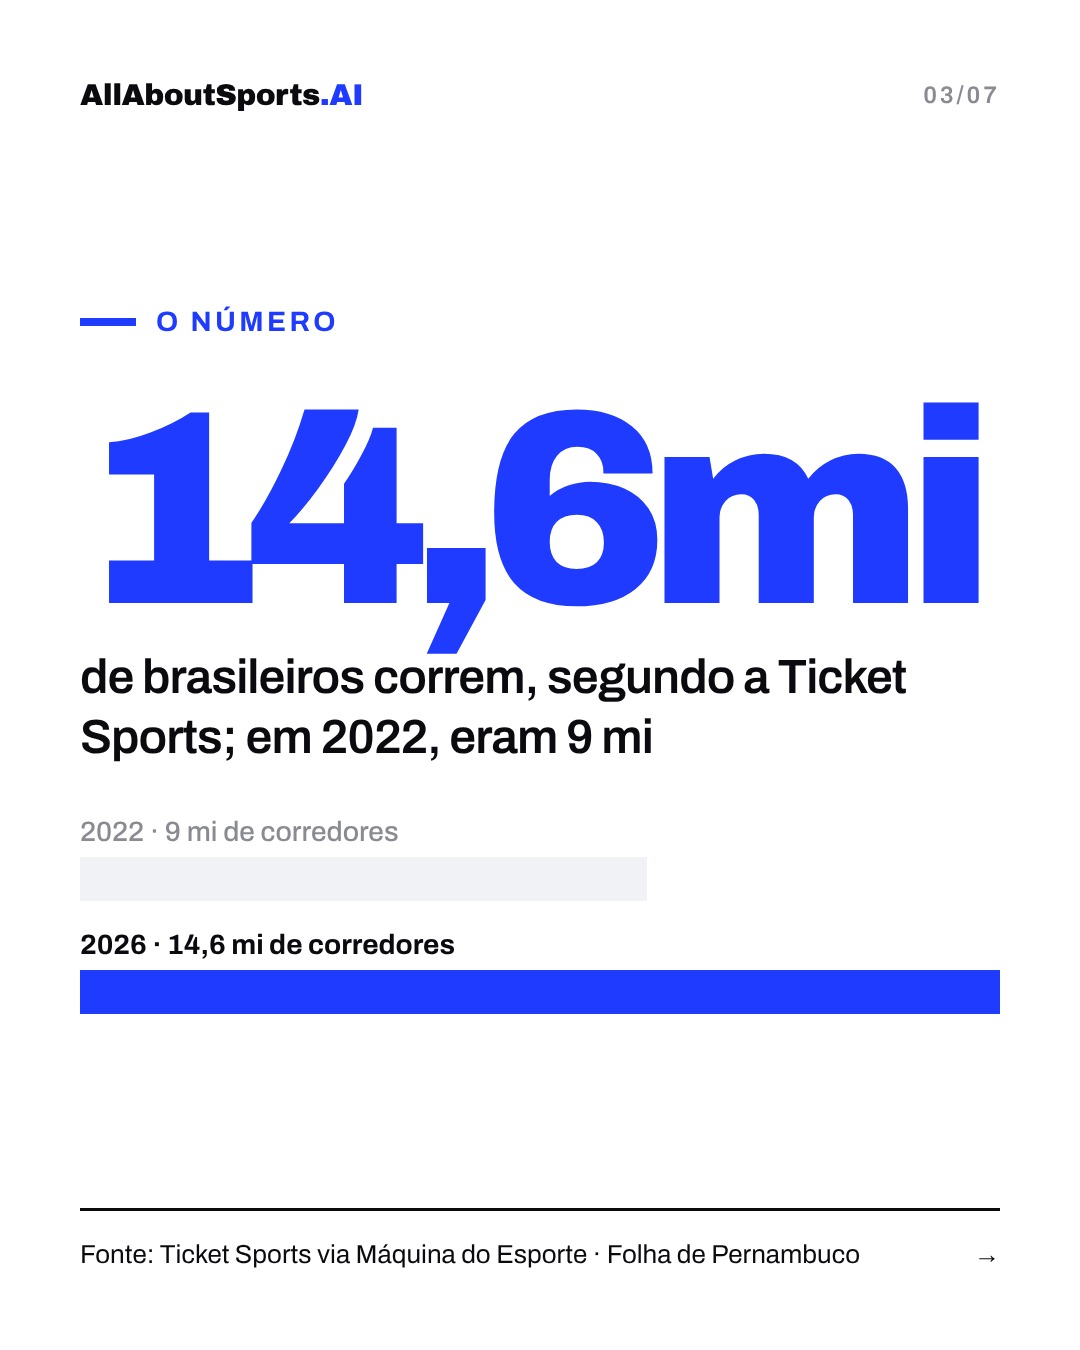 AllAboutSports.AI
03/07
O NÚMERO
14,6mi
de brasileiros correm, segundo a Ticket
Sports; em 2022, eram 9 mi
2022 · 9 mi de corredores
2026 · 14,6 mi de corredores
Fonte: Ticket Sports via Máquina do Esporte · Folha de Pernambuco →